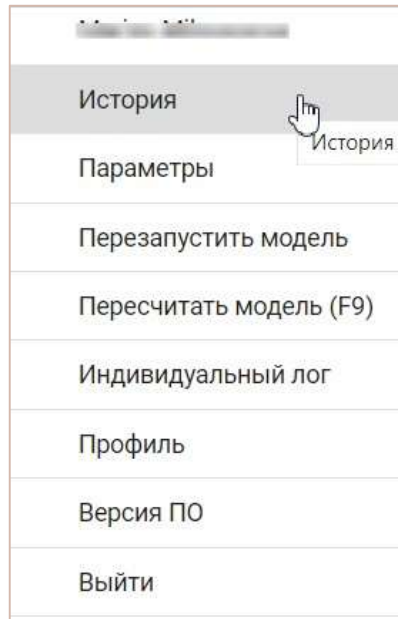 История
История
Параметры
Перезапустить модель
Пересчитать модель (F9)
Индивидуальный лог
Профиль
Версия ПО
Выйти